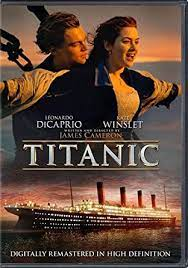 LEONARDO
DiCAPRIO
KATE
WINSLET
WRITTEN AND DIRECTED BY
JAMES CAMERON
TITANIC
DIGITALLY REMASTERED IN HIGH DEFINITION